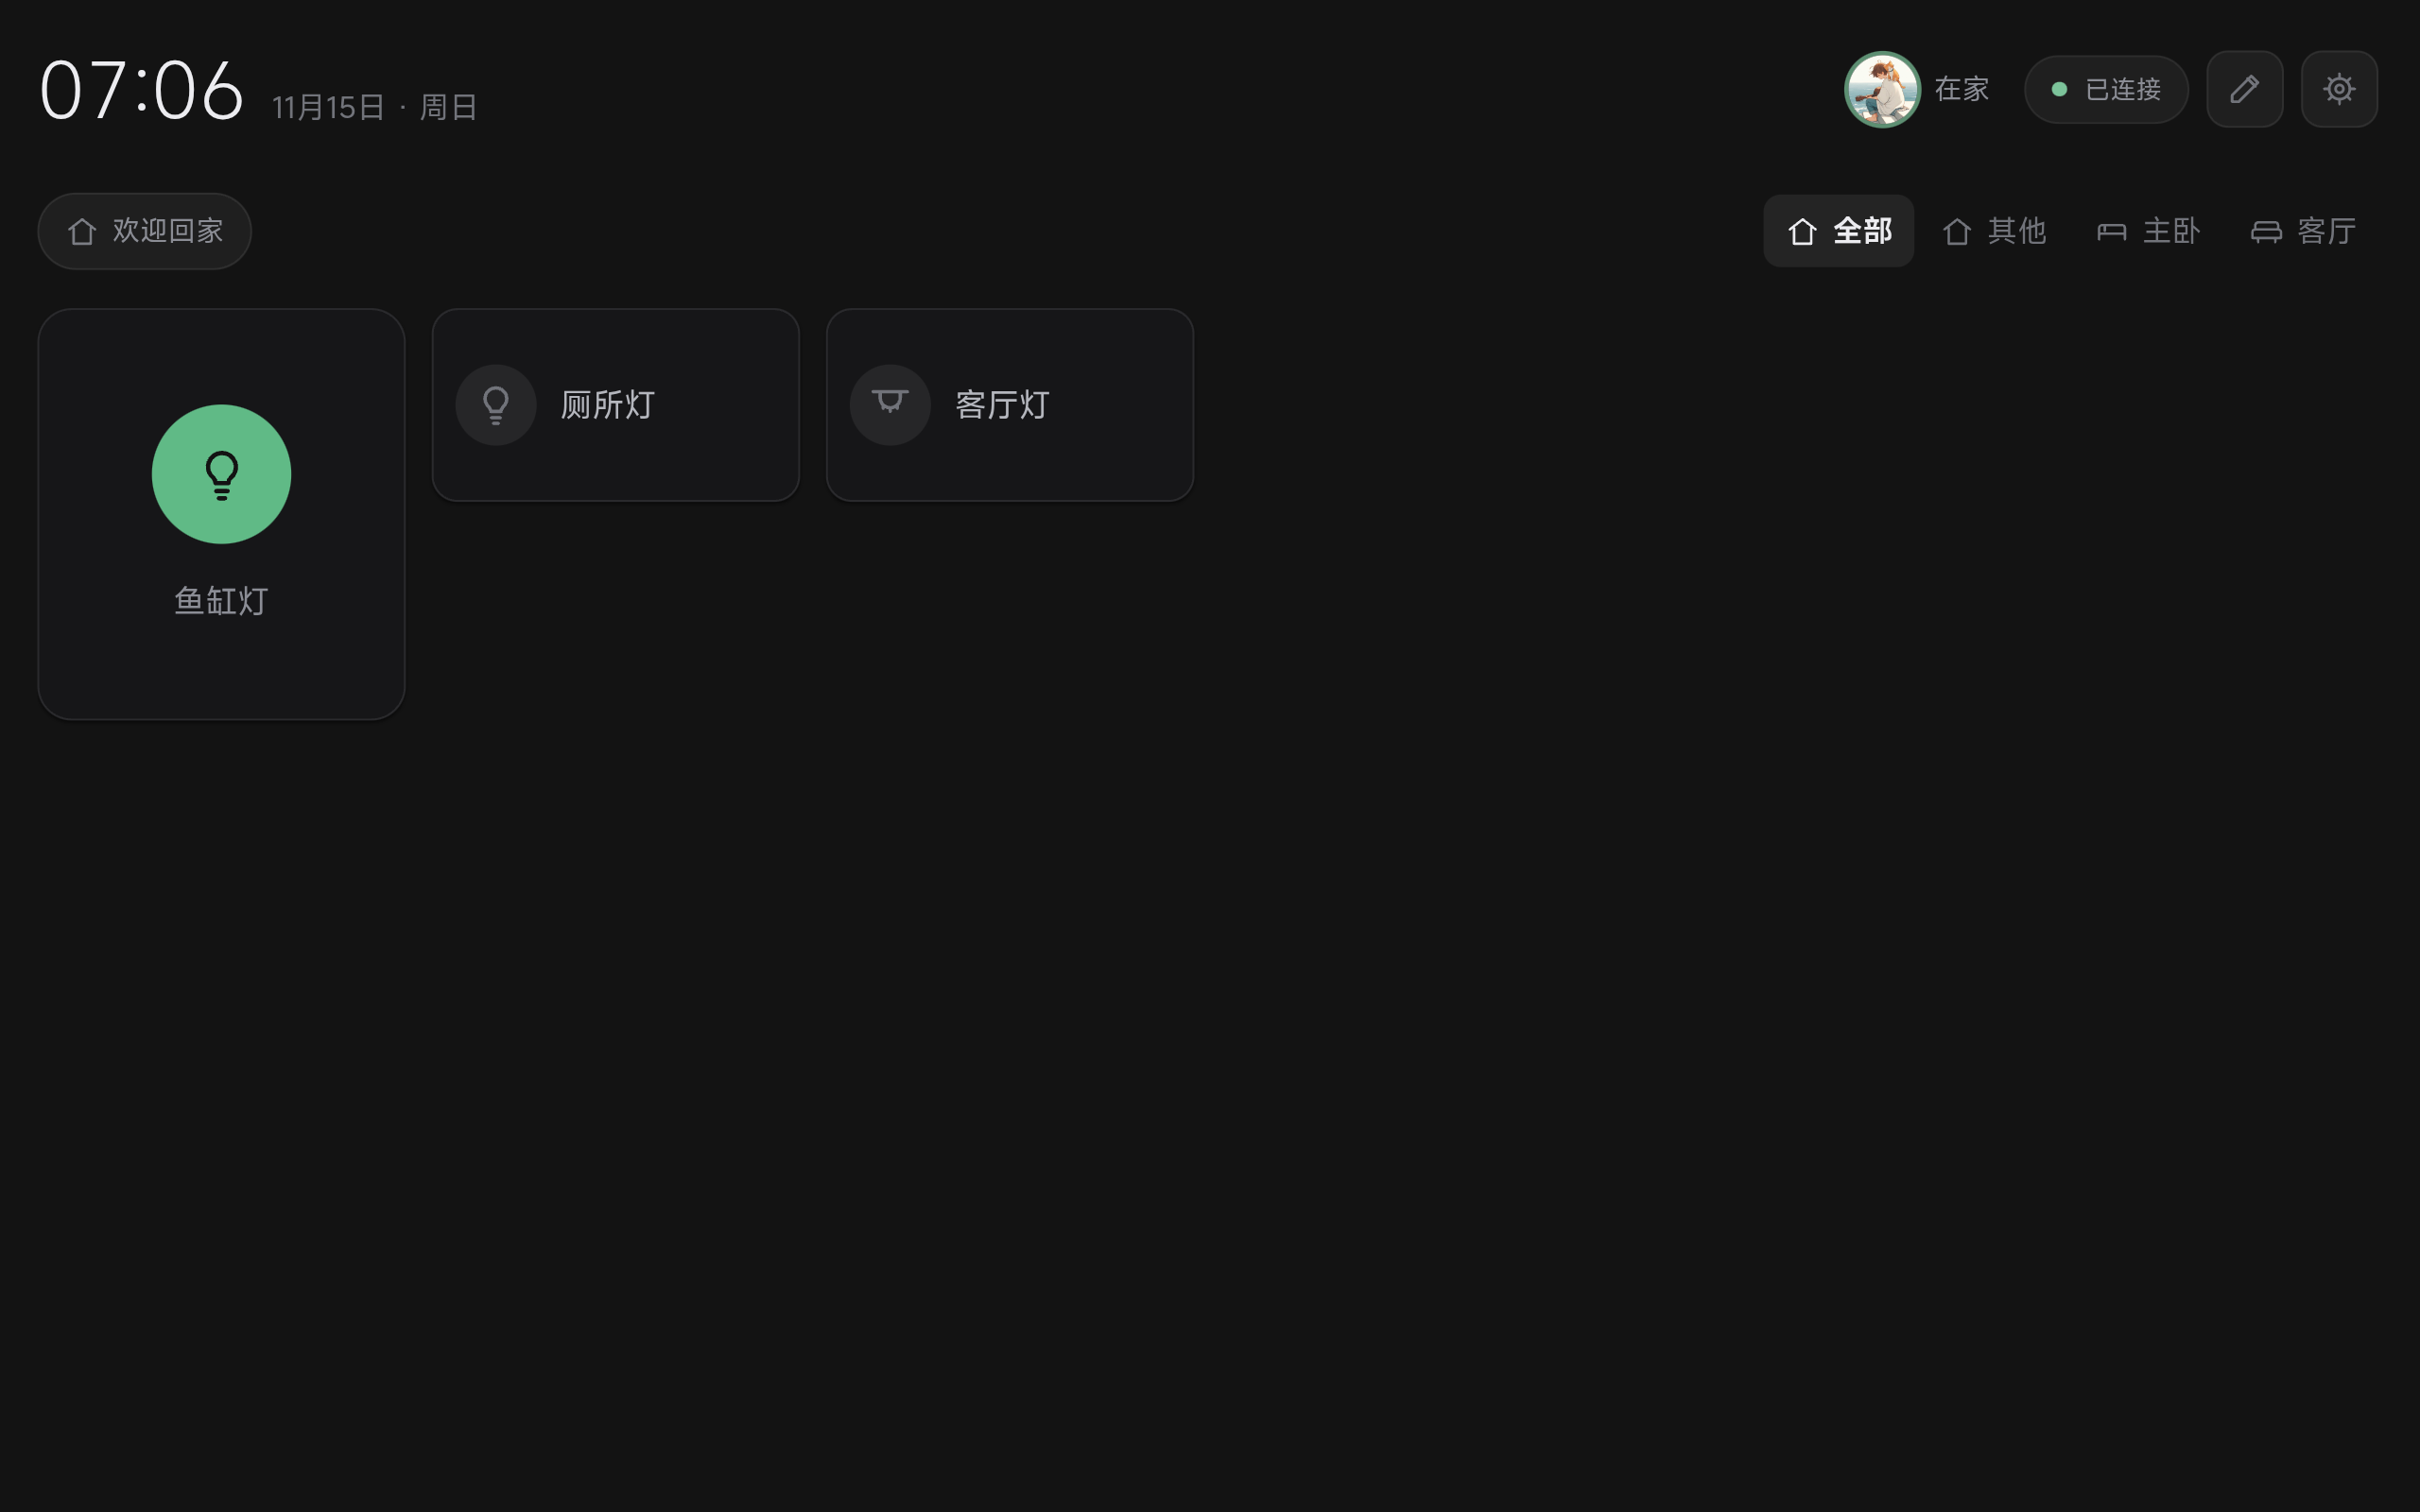 07:06 11月15日 · 周日
在家
已连接
欢迎回家
全部 其他 主卧 客厅
厕所灯
客厅灯
鱼缸灯